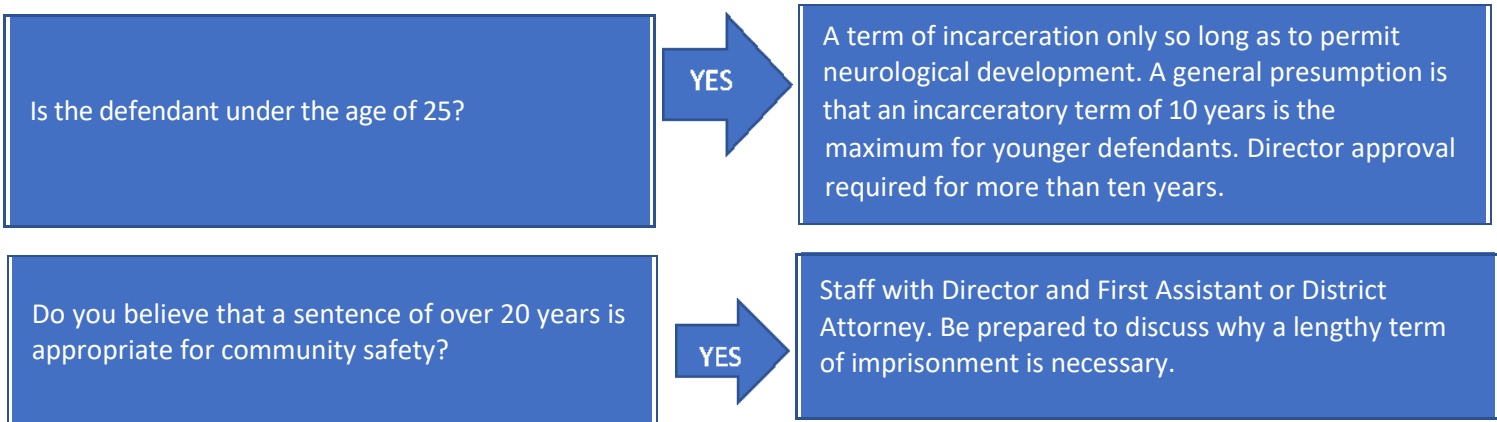 Is the defendant under the age of 25?
YES
A term of incarceration only so long as to permit
neurological development. A general presumption is
that an incarceratory term of 10 years is the
maximum for younger defendants. Director approval
required for more than ten years.
Do you believe that a sentence of over 20 years is
appropriate for community safety?
YES
Staff with Director and First Assistant or District
Attorney. Be prepared to discuss why a lengthy term
of imprisonment is necessary.